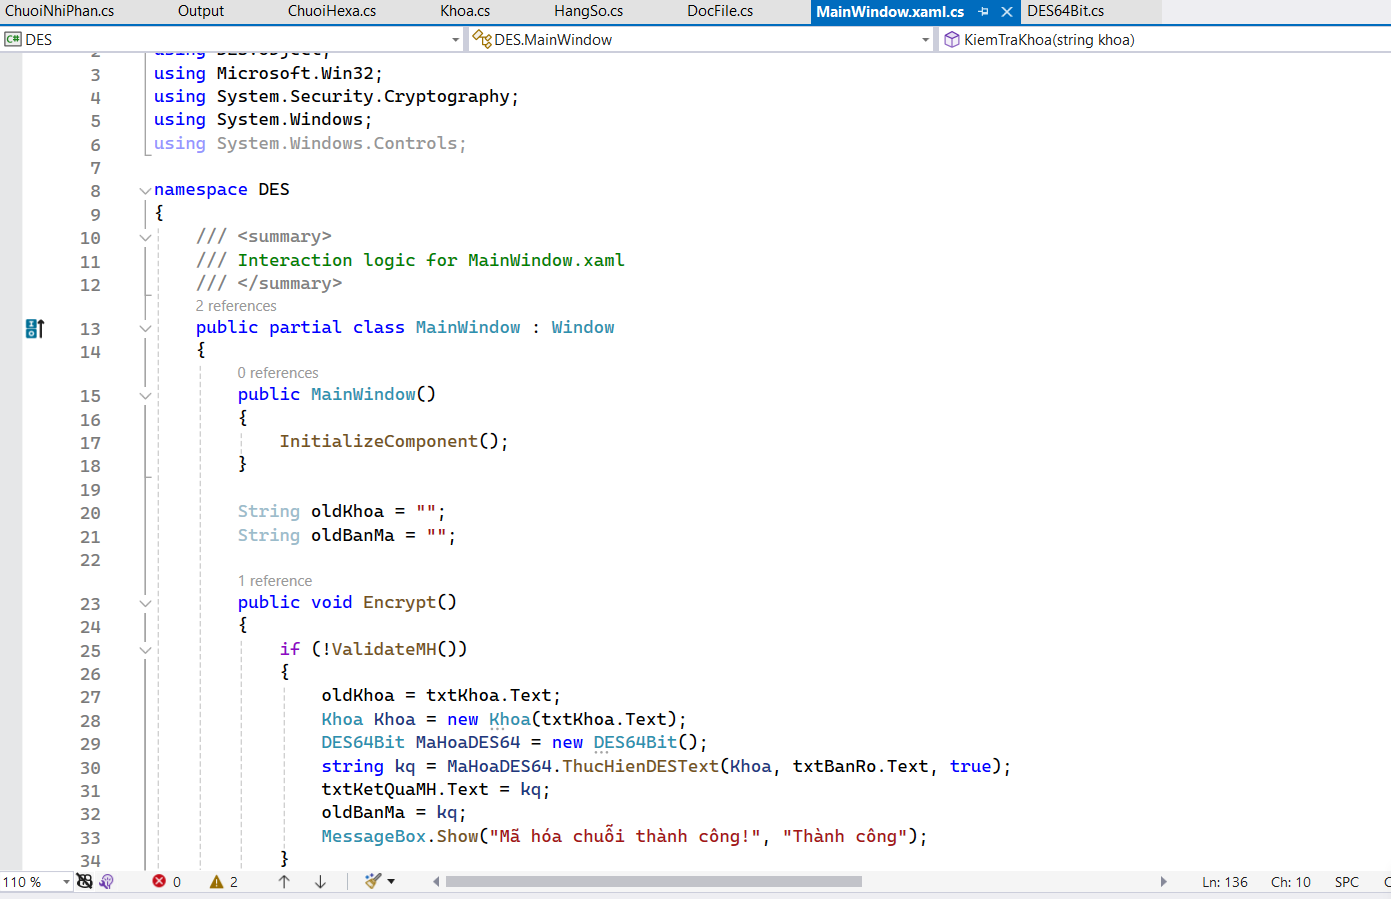 ChuoiNhiPhan.cs Output ChuoiHexa.cs Khoa.cs HangSo.cs DocFile.cs MainWindow.xaml.cs DES64Bit.cs
C# DES DES.MainWindow KiemTraKhoa(string khoa)
2 using DES.Object;
3 using Microsoft.Win32;
4 using System.Security.Cryptography;
5 using System.Windows;
6 using System.Windows.Controls;
7
8 namespace DES
9 {
10 /// <summary>
11 /// Interaction logic for MainWindow.xaml
12 /// </summary>
2 references
13 public partial class MainWindow : Window
14 {
0 references
15 public MainWindow()
16 {
17 InitializeComponent();
18 }
19
20 String oldKhoa = "";
21 String oldBanMa = "";
22
1 reference
23 public void Encrypt()
24 {
25 if (!ValidateMH())
26 {
27 oldKhoa = txtKhoa.Text;
28 Khoa Khoa = new Khoa(txtKhoa.Text);
29 DES64Bit MaHoaDES64 = new DES64Bit();
30 string kq = MaHoaDES64.ThucHienDESText(Khoa, txtBanRo.Text, true);
31 txtKetQuaMH.Text = kq;
32 oldBanMa = kq;
33 MessageBox.Show("Mã hóa chuỗi thành công!", "Thành công");
34 }
110 % 0 2 Ln: 136 Ch: 10 SPC